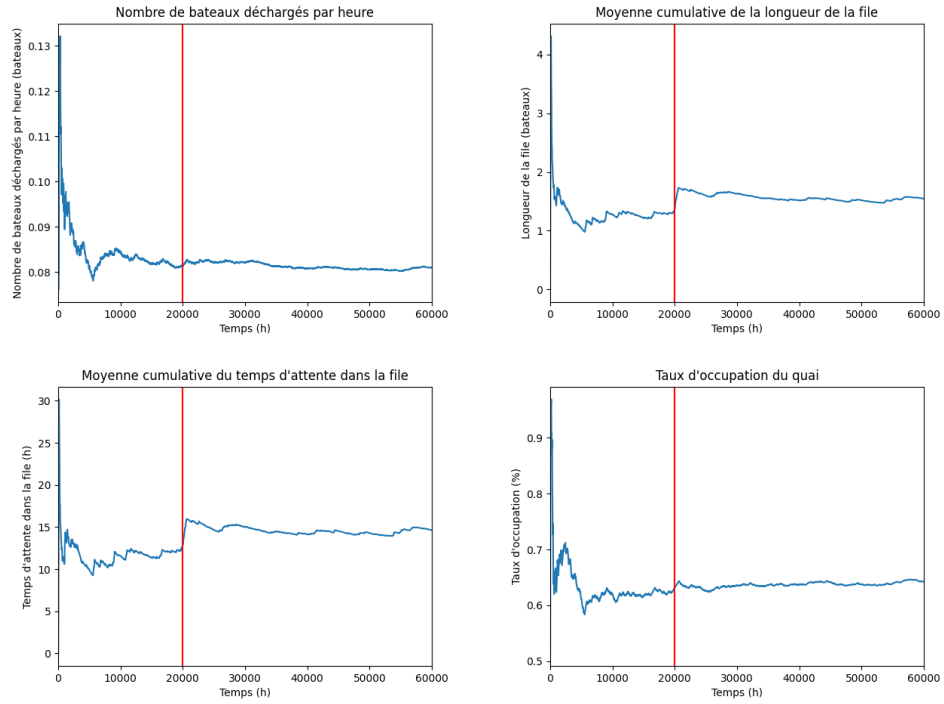 Nombre de bateaux déchargés par heure
Nombre de bateaux déchargés par heure (bateaux)
0.13
0.12
0.11
0.10
0.09
0.08
0 10000 20000 30000 40000 50000 60000
Temps (h)
Moyenne cumulative de la longueur de la file
Longueur de la file (bateaux)
4
3
2
1
0
0 10000 20000 30000 40000 50000 60000
Temps (h)
Moyenne cumulative du temps d'attente dans la file
Temps d'attente dans la file (h)
30
25
20
15
10
5
0
0 10000 20000 30000 40000 50000 60000
Temps (h)
Taux d'occupation du quai
Taux d'occupation (%)
0.9
0.8
0.7
0.6
0.5
0 10000 20000 30000 40000 50000 60000
Temps (h)